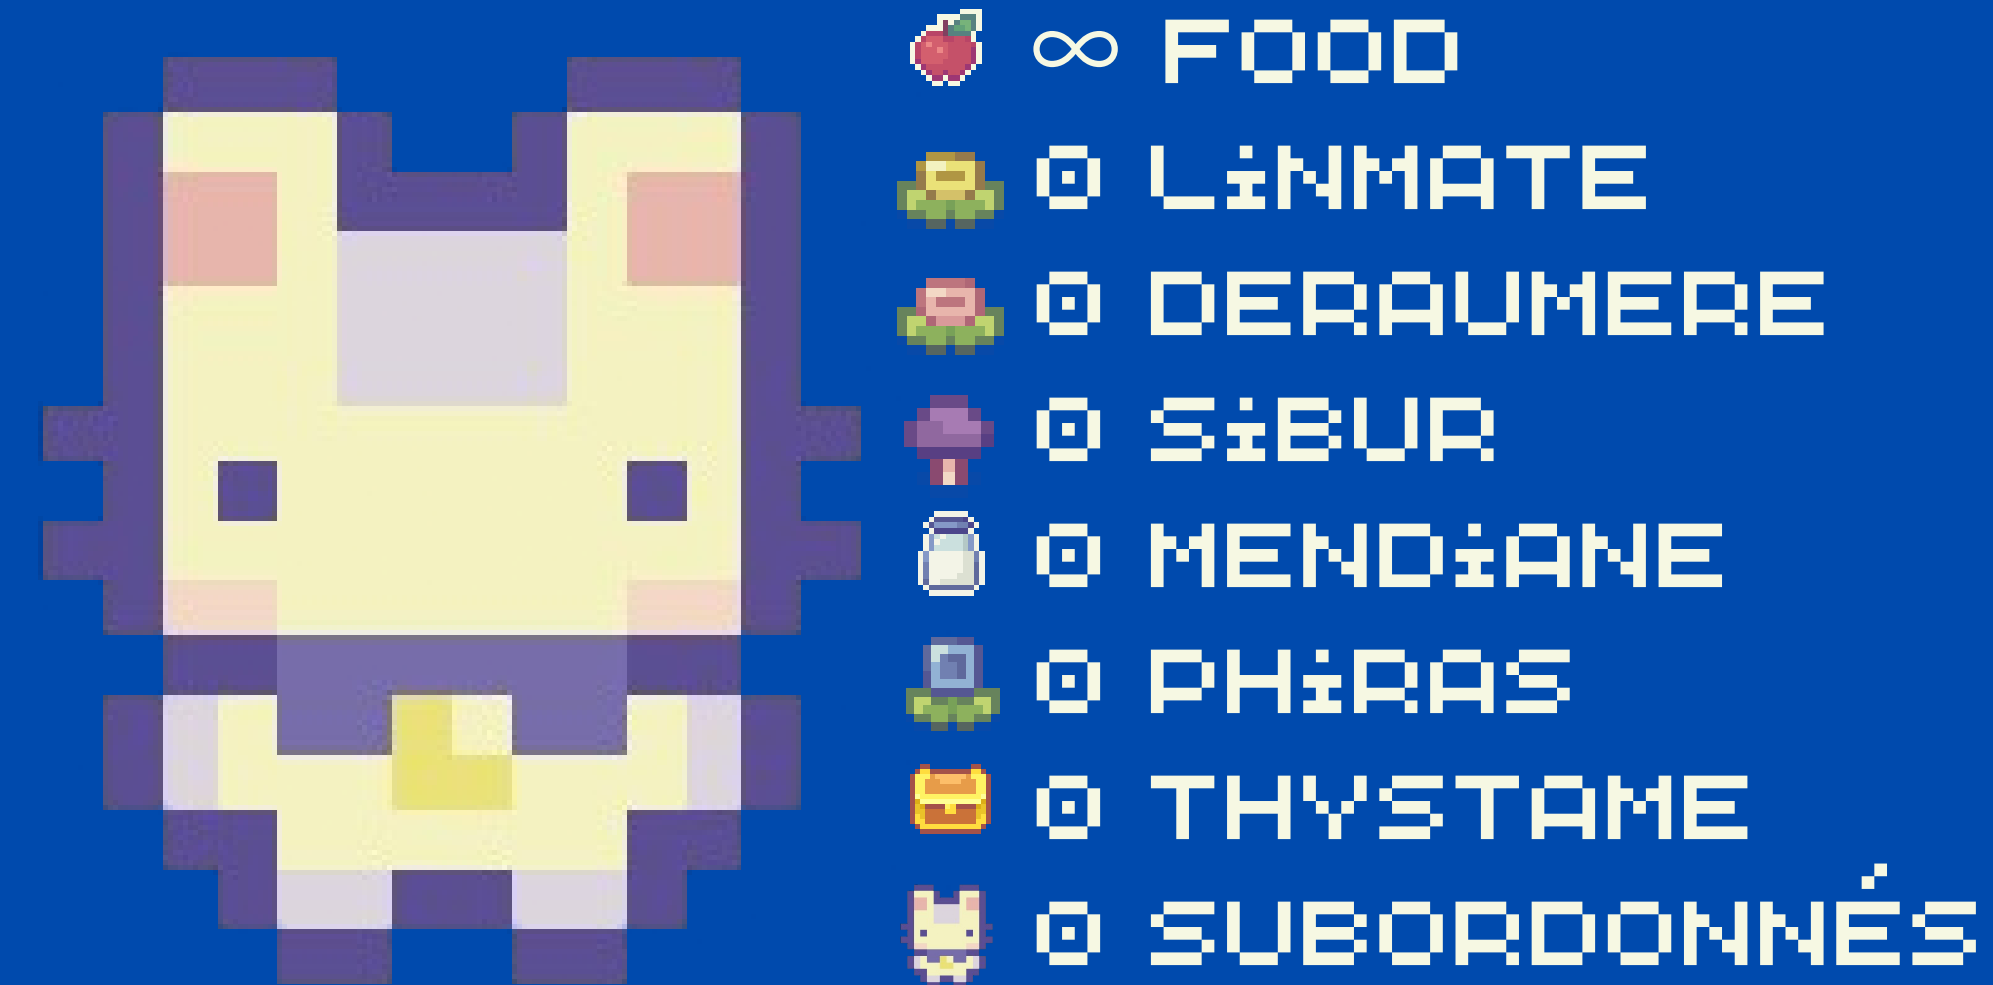 ∞ FOOD
0 LiNMATE
0 DERAUMERE
0 SiBUR
0 MENDiANE
0 PHiRAS
0 THYSTAME
0 SUBORDONNÉS